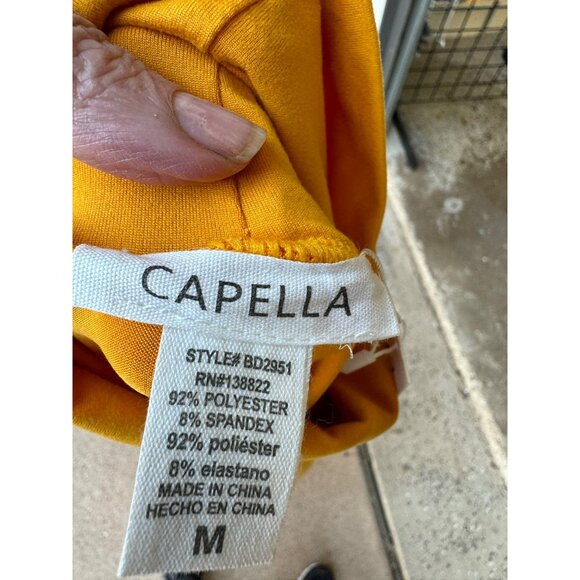 CAPELLA
STYLE# BD2951
RN#138822
92% POLYESTER
8% SPANDEX
92% poliéster
8% elastano
MADE IN CHINA
HECHO EN CHINA
M